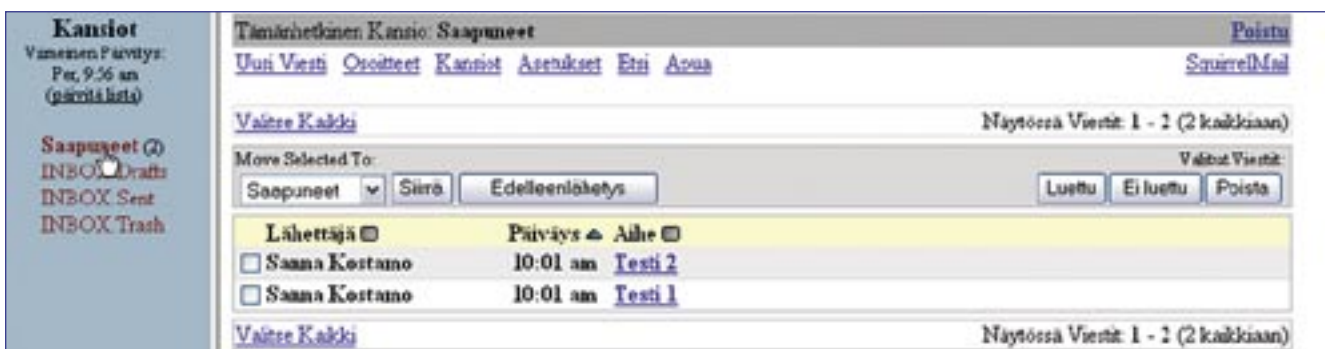 Kansiot
Viimeinen Päivitys:
Per, 9:56 am
(päivitä lista)
Saapuneet (2)
INBOX.Drafts
INBOX.Sent
INBOX.Trash
Tämänhetkinen Kansio: Saapuneet Poistu
Uusi Viesti Osoitteet Kansiot Asetukset Etsi Apua SquirrelMail
Valitse Kaikki Näytössä Viestit: 1 - 2 (2 kaikkiaan)
Move Selected To: Valitut Viestit:
Saapuneet Siirrä Edelleenlähetys Luettu Ei luettu Poista
Lähettäjä Päiväys Aihe
Sanna Kostamo 10:01 am Testi 2
Sanna Kostamo 10:01 am Testi 1
Valitse Kaikki Näytössä Viestit: 1 - 2 (2 kaikkiaan)